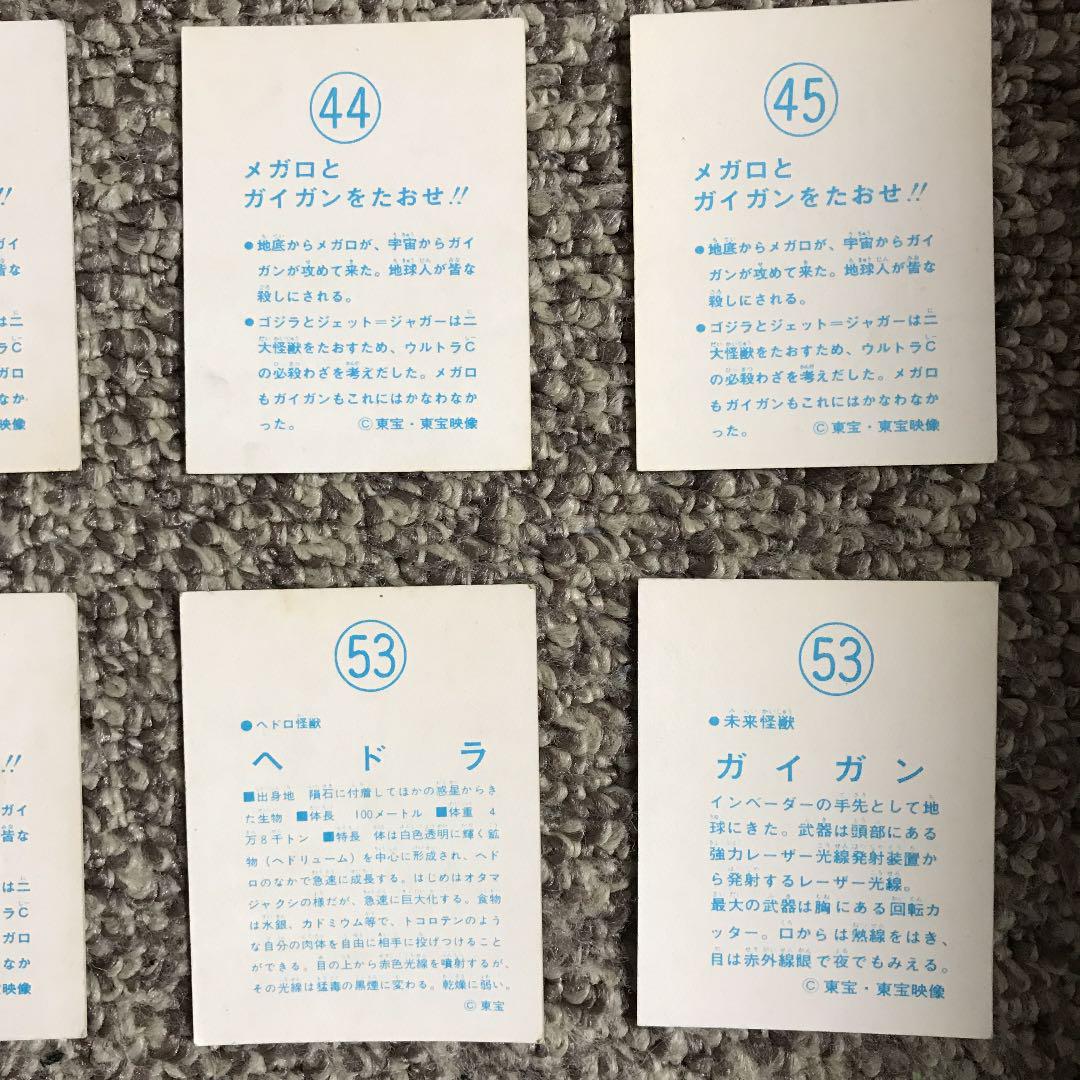 !!
ガイ
皆な
は二
ラC
ガロ
なか
映像
44
メガロと
ガイガンをたおせ!!
●地底からメガロが、宇宙からガイ
ガンが攻めて来た。地球人が皆な
殺しにされる。
●ゴジラとジェット=ジャガーは二
大怪獣をたおすため、ウルトラC
の必殺わざを考えだした。メガロ
もガイガンもこれにはかなわなか
った。 ©東宝・東宝映像
45
メガロと
ガイガンをたおせ!!
●地底からメガロが、宇宙からガイ
ガンが攻めて来た。地球人が皆な
殺しにされる。
●ゴジラとジェット=ジャガーは二
大怪獣をたおすため、ウルトラC
の必殺わざを考えだした。メガロ
もガイガンもこれにはかなわなか
った。 ©東宝・東宝映像
!!
ガイ
皆な
は二
ラC
ガロ
なか
映像
53
●ヘドロ怪獣
ヘドラ
■出身地 隕石に付着してほかの惑星からき
た生物 ■体長 100メートル ■体重 4
万8千トン ■特長 体は白色透明に輝く鉱
物(ヘドリューム)を中心に形成され、ヘド
ロのなかで急速に成長する。はじめはオタマ
ジャクシの様だが、急速に巨大化する。食物
は水銀、カドミウム等で、トコロテンのよう
な自分の肉体を自由に相手に投げつけること
ができる。目の上から赤色光線を噴射するが、
その光線は猛毒の黒煙に変わる。乾燥に弱い。
©東宝
53
●未来怪獣
ガイガン
インベーダーの手先として地
球にきた。武器は頭部にある
強力レーザー光線発射装置か
ら発射するレーザー光線。
最大の武器は胸にある回転カ
ッター。口からは熱線をはき、
目は赤外線眼で夜でもみえる。
©東宝・東宝映像